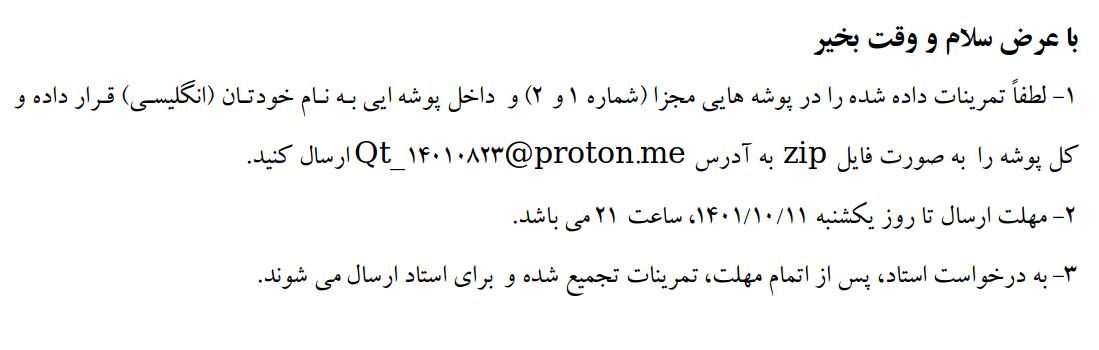 با عرض سلام و وقت بخیر
۱- لطفاً تمرینات داده شده را در پوشه هایی مجزا (شماره ۱ و ۲) و داخل پوشه ایی به نام خودتان (انگلیسی) قرار داده و
کل پوشه را به صورت فایل zip به آدرس Qt_۱۴۰۱۰۸۲۳@proton.me ارسال کنید.
۲- مهلت ارسال تا روز یکشنبه ۱۴۰۱/۱۰/۱۱، ساعت ۲۱ می باشد.
۳- به درخواست استاد، پس از اتمام مهلت، تمرینات تجمیع شده و برای استاد ارسال می شوند.